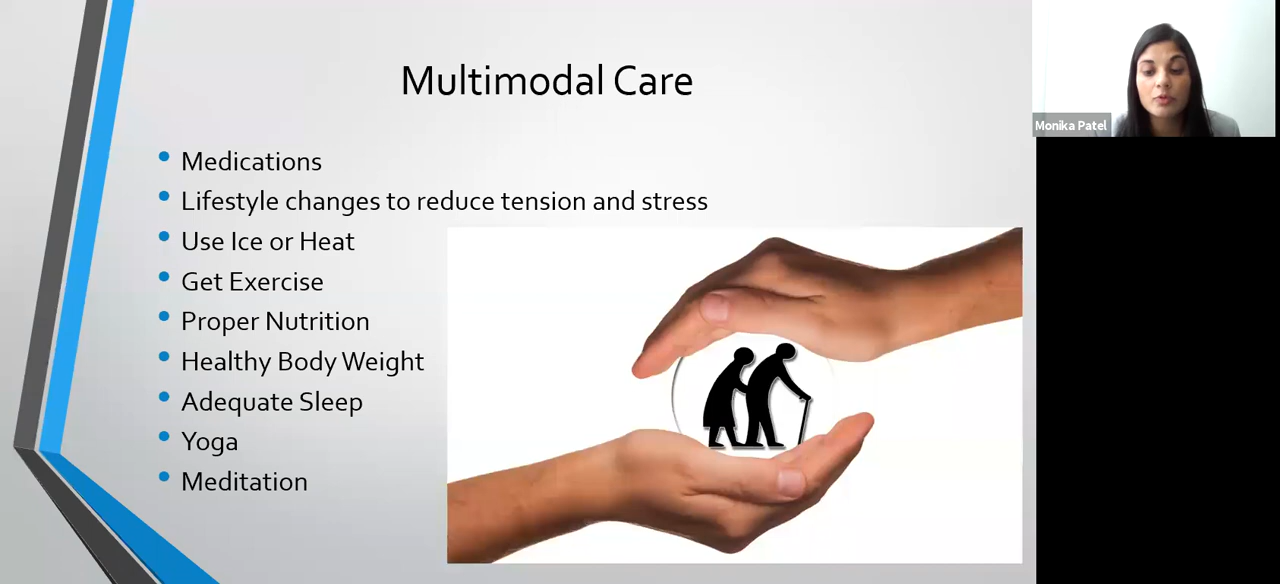 Multimodal Care
Medications
Lifestyle changes to reduce tension and stress
Use Ice or Heat
Get Exercise
Proper Nutrition
Healthy Body Weight
Adequate Sleep
Yoga
Meditation
Monika Patel